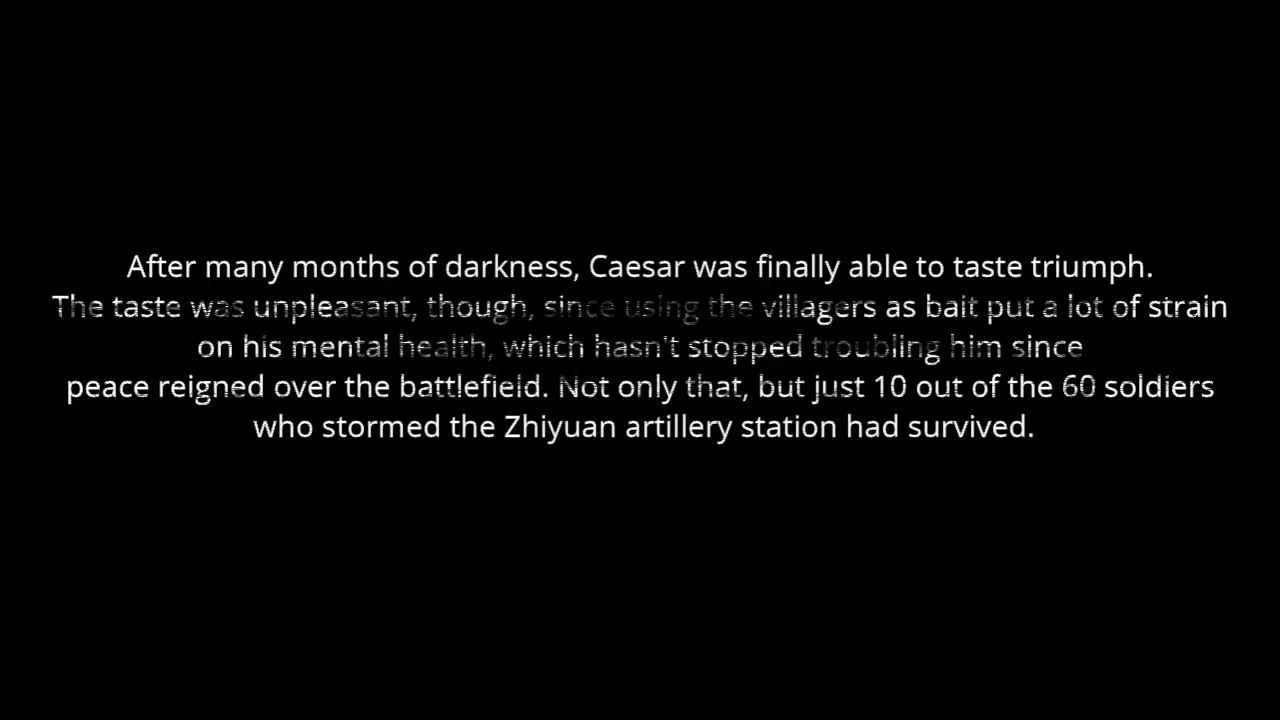 After many months of darkness, Caesar was finally able to taste triumph.
The taste was unpleasant, though, since using the villagers as bait put a lot of strain
on his mental health, which hasn't stopped troubling him since
peace reigned over the battlefield. Not only that, but just 10 out of the 60 soldiers
who stormed the Zhiyuan artillery station had survived.